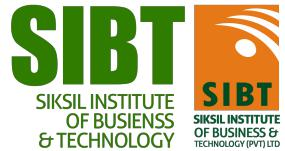 SIBT
SIKSIL INSTITUTE
OF BUSIENSS
& TECHNOLOGY
SIBT
SIKSIL INSTITUTE
OF BUSINESS &
TECHNOLOGY (PVT) LTD